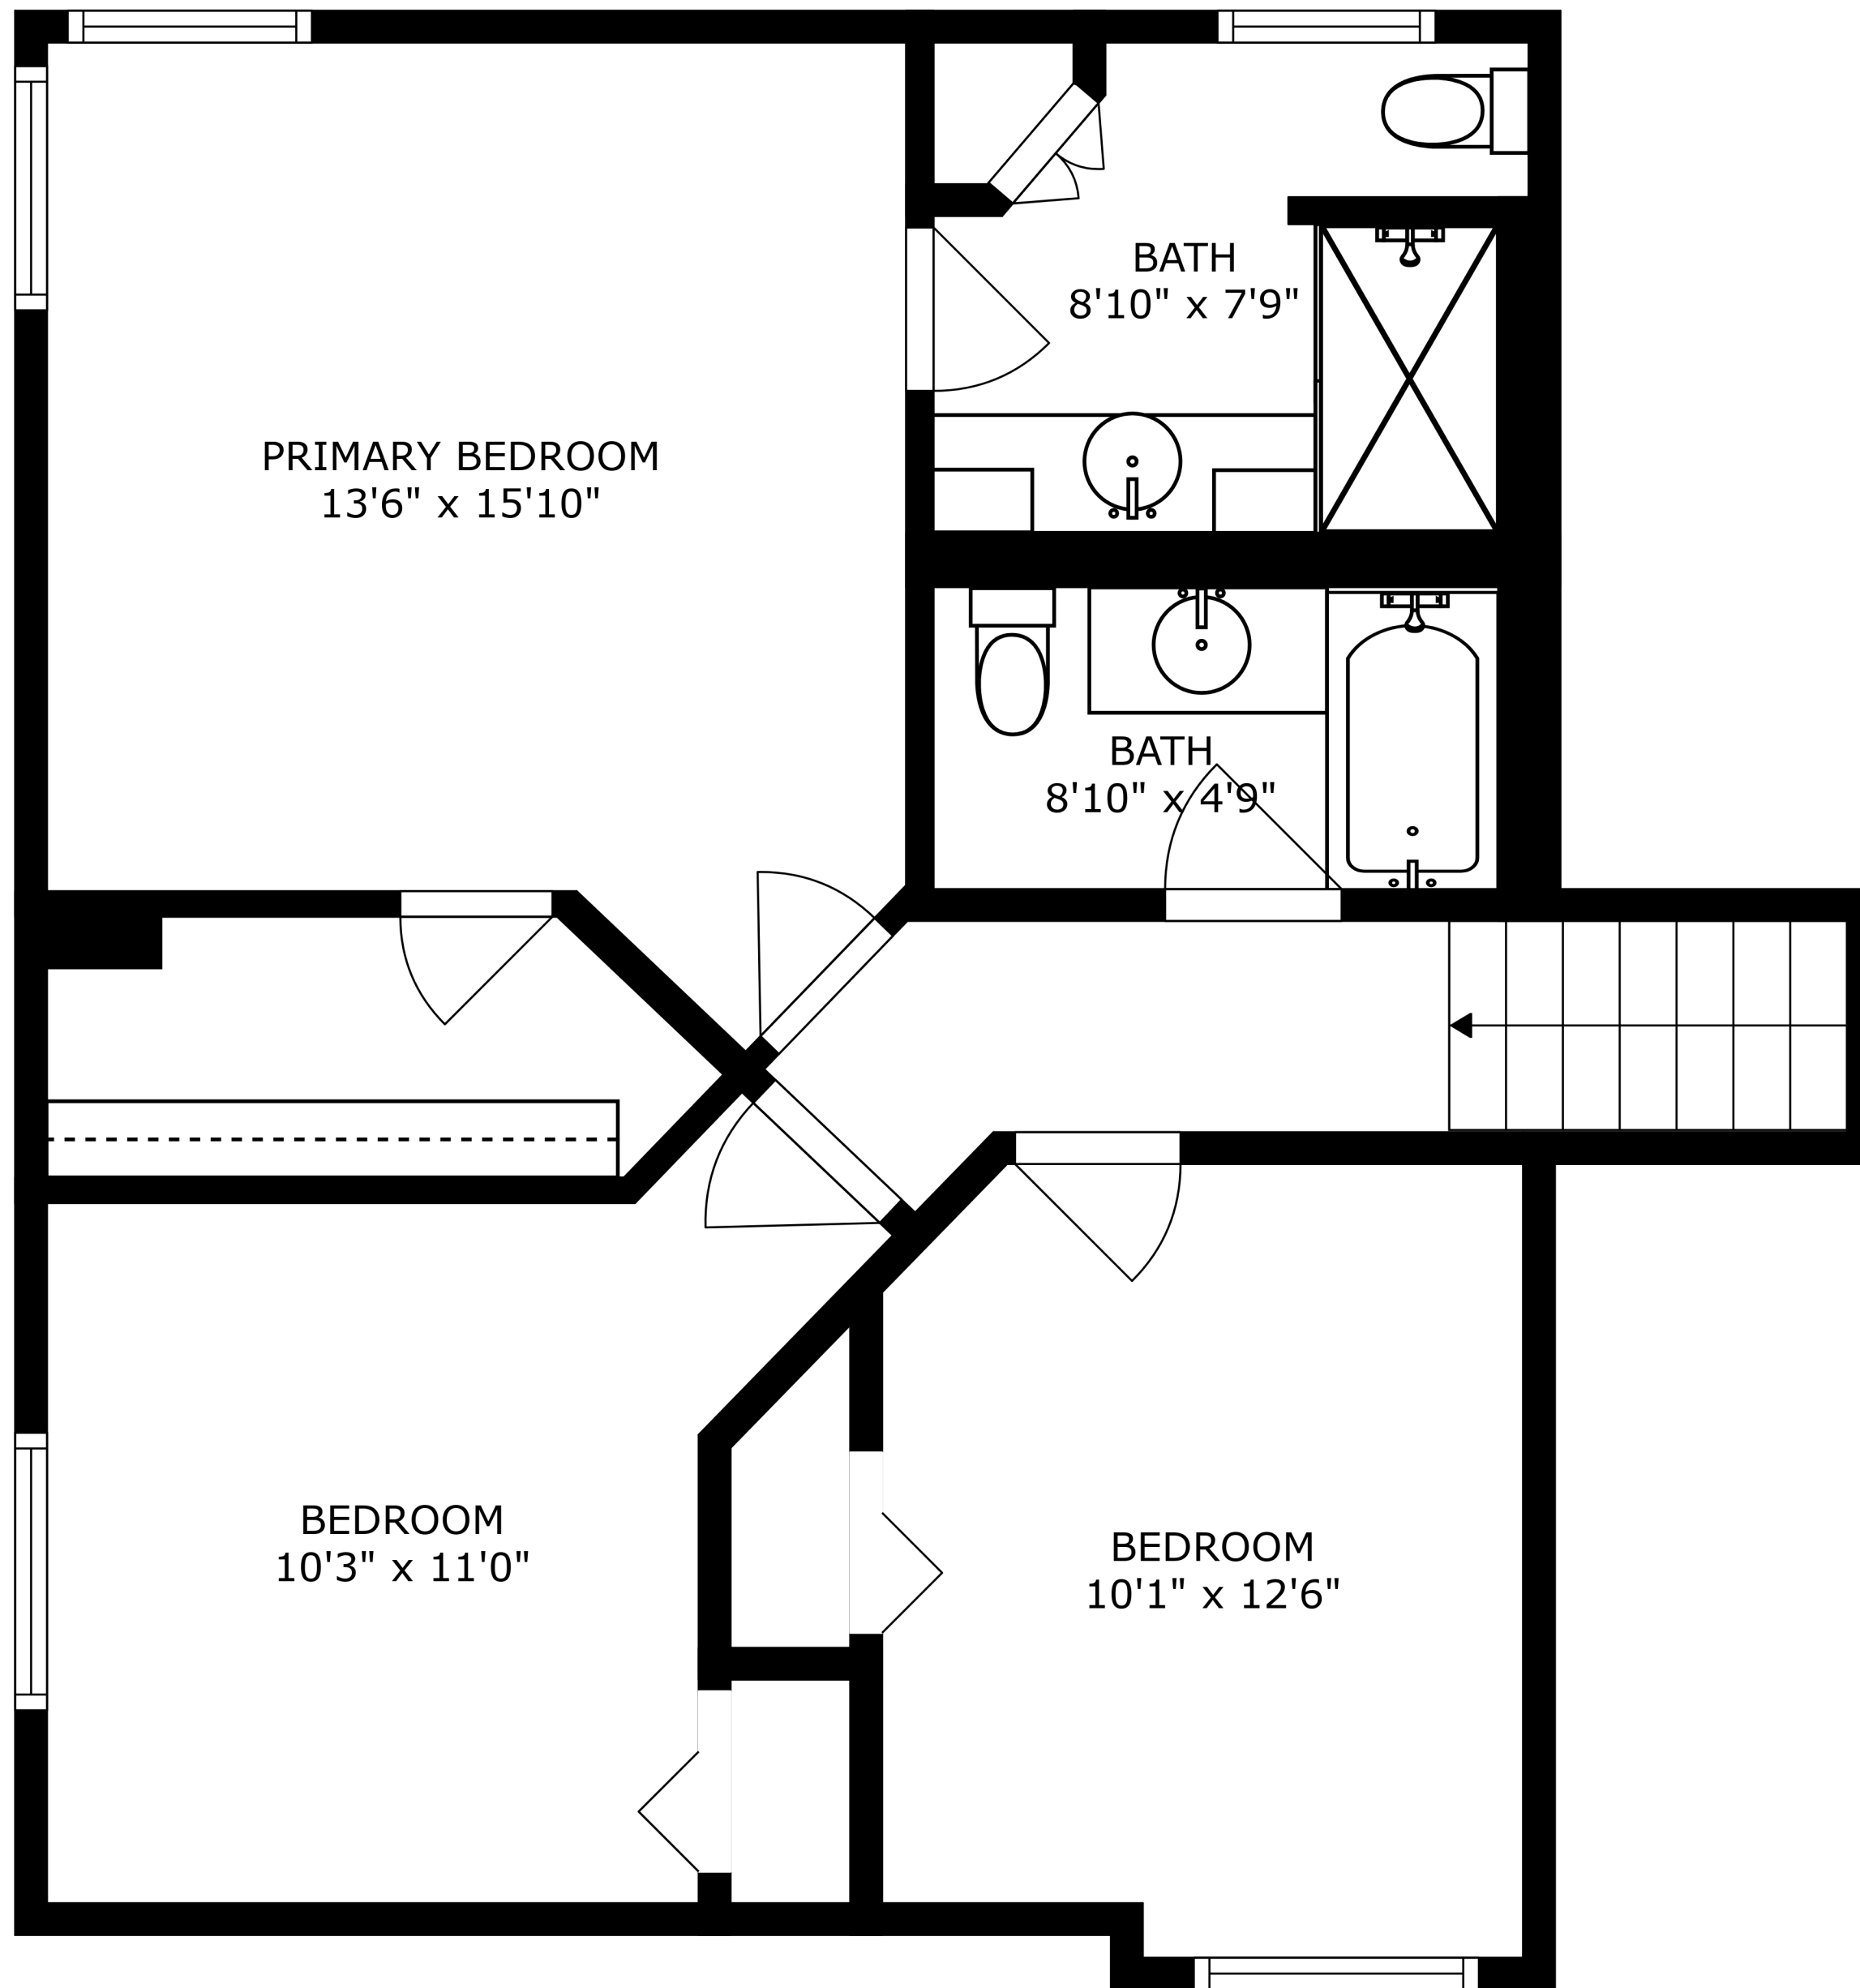 BATH
8'10" x 7'9"
PRIMARY BEDROOM
13'6" x 15'10"
BATH
8'10" x 4'9"
BEDROOM
10'3" x 11'0"
BEDROOM
10'1" x 12'6"